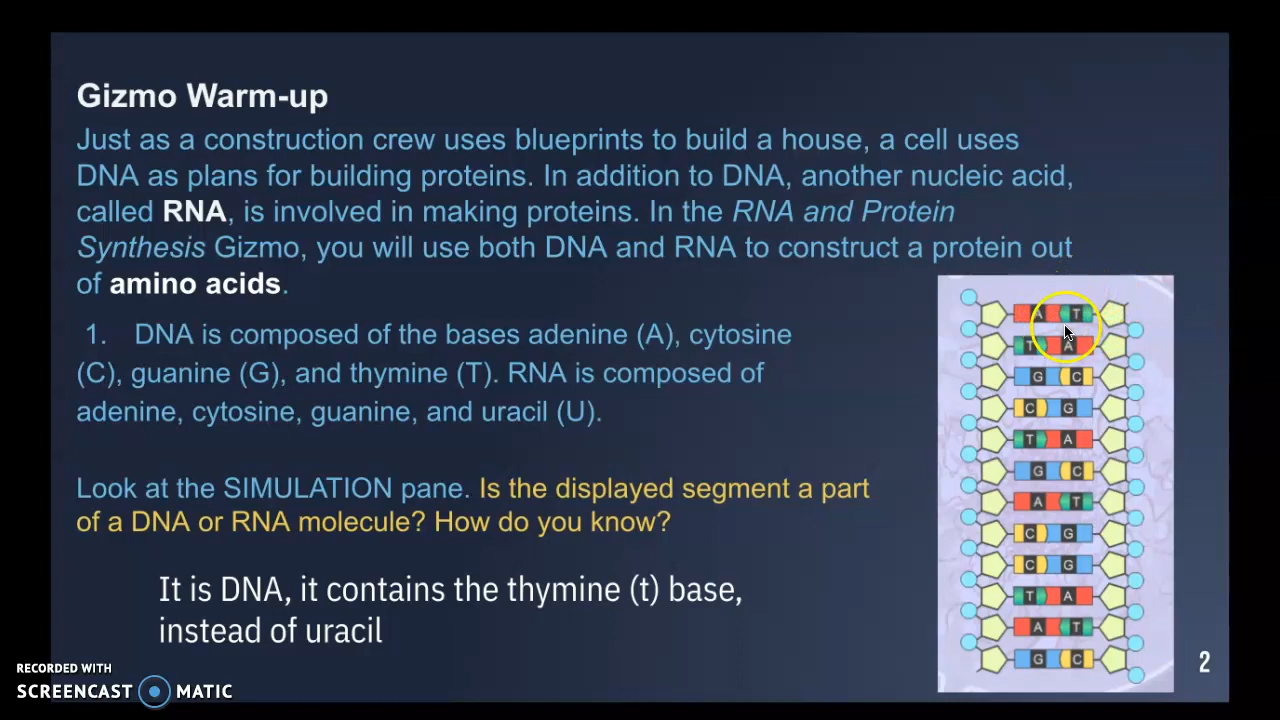 Gizmo Warm-up
Just as a construction crew uses blueprints to build a house, a cell uses
DNA as plans for building proteins. In addition to DNA, another nucleic acid,
called RNA, is involved in making proteins. In the RNA and Protein
Synthesis Gizmo, you will use both DNA and RNA to construct a protein out
of amino acids.
1. DNA is composed of the bases adenine (A), cytosine
(C), guanine (G), and thymine (T). RNA is composed of
adenine, cytosine, guanine, and uracil (U).
Look at the SIMULATION pane. Is the displayed segment a part
of a DNA or RNA molecule? How do you know?
It is DNA, it contains the thymine (t) base,
instead of uracil
A T
T A
G C
C G
T A
G C
A T
C G
C G
T A
A T
G C
2
RECORDED WITH
SCREENCAST MATIC